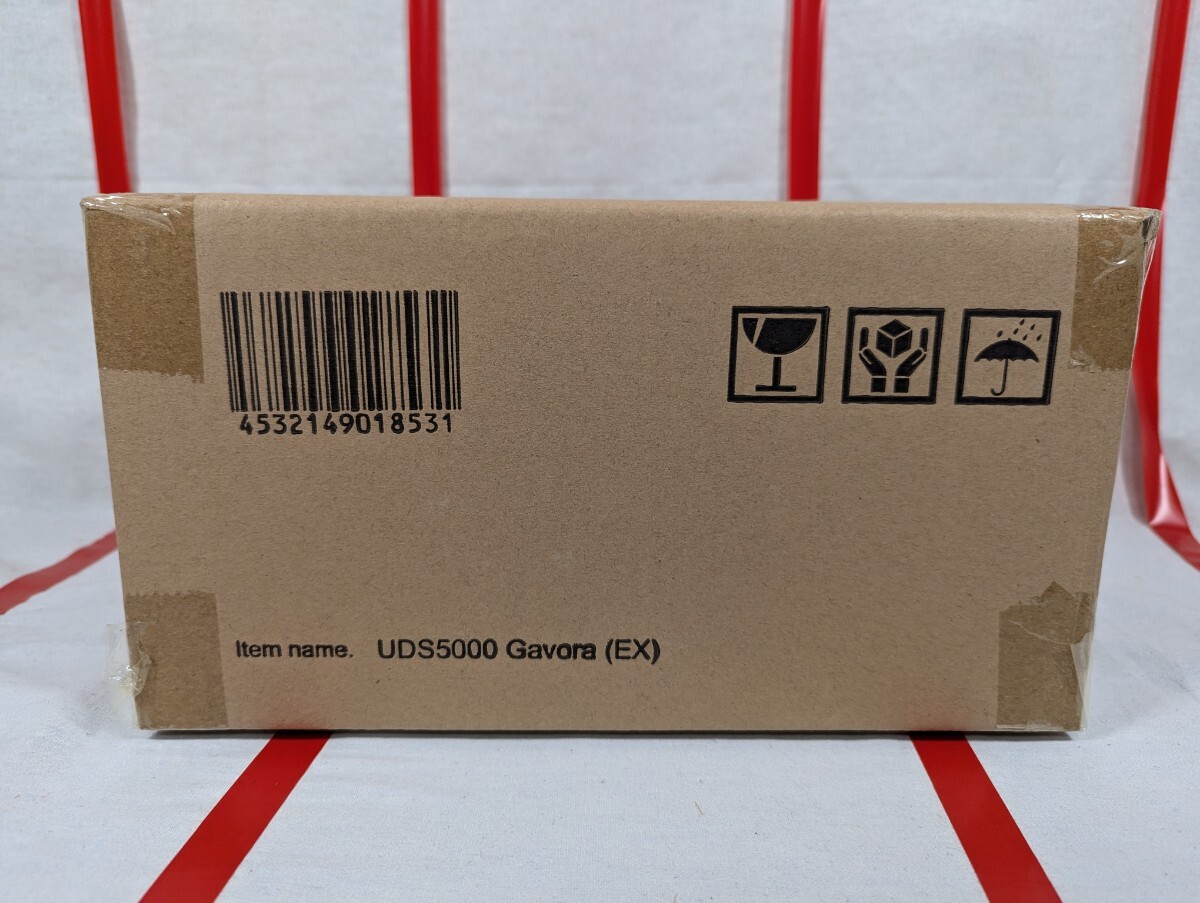 4532149018531
Item name. UDS5000 Gavora (EX)